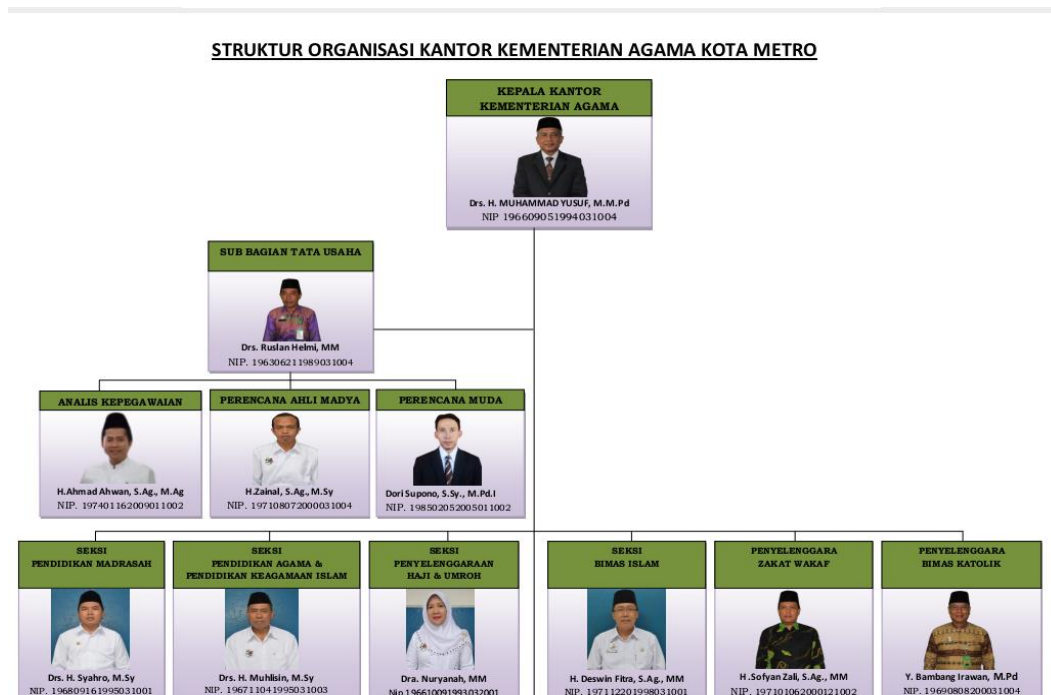 STRUKTUR ORGANISASI KANTOR KEMENTERIAN AGAMA KOTA METRO
KEPALA KANTOR
KEMENTERIAN AGAMA
Drs. H. MUHAMMAD YUSUF, M.M.Pd
NIP 196609051994031004
SUB BAGIAN TATA USAHA
Drs. Ruslan Helmi, MM
NIP. 196306211989031004
ANALIS KEPEGAWAIAN
H.Ahmad Ahwan, S.Ag., M.Ag
NIP. 197401162009011002
PERENCANA AHLI MADYA
H.Zainal, S.Ag., M.Sy
NIP. 197108072000031004
PERENCANA MUDA
Dori Supono, S.Sy., M.Pd.I
NIP. 198502052005011002
SEKSI
PENDIDIKAN MADRASAH
Drs. H. Syahro, M.Sy
NIP. 196809161995031001
SEKSI
PENDIDIKAN AGAMA &
PENDIDIKAN KEAGAMAAN ISLAM
Drs. H. Muhlisin, M.Sy
NIP. 196711041995031003
SEKSI
PENYELENGGARAAN
HAJI & UMROH
Dra. Nuryanah, MM
Nip 196610091993032001
SEKSI
BIMAS ISLAM
H. Deswin Fitra, S.Ag., MM
NIP. 197112201998031001
PENYELENGGARA
ZAKAT WAKAF
H .Sofyan Zali, S.Ag., MM
NIP. 197101062000121002
PENYELENGGARA
BIMAS KATOLIK
Y. Bambang Irawan, M.Pd
NIP. 196908082000031004